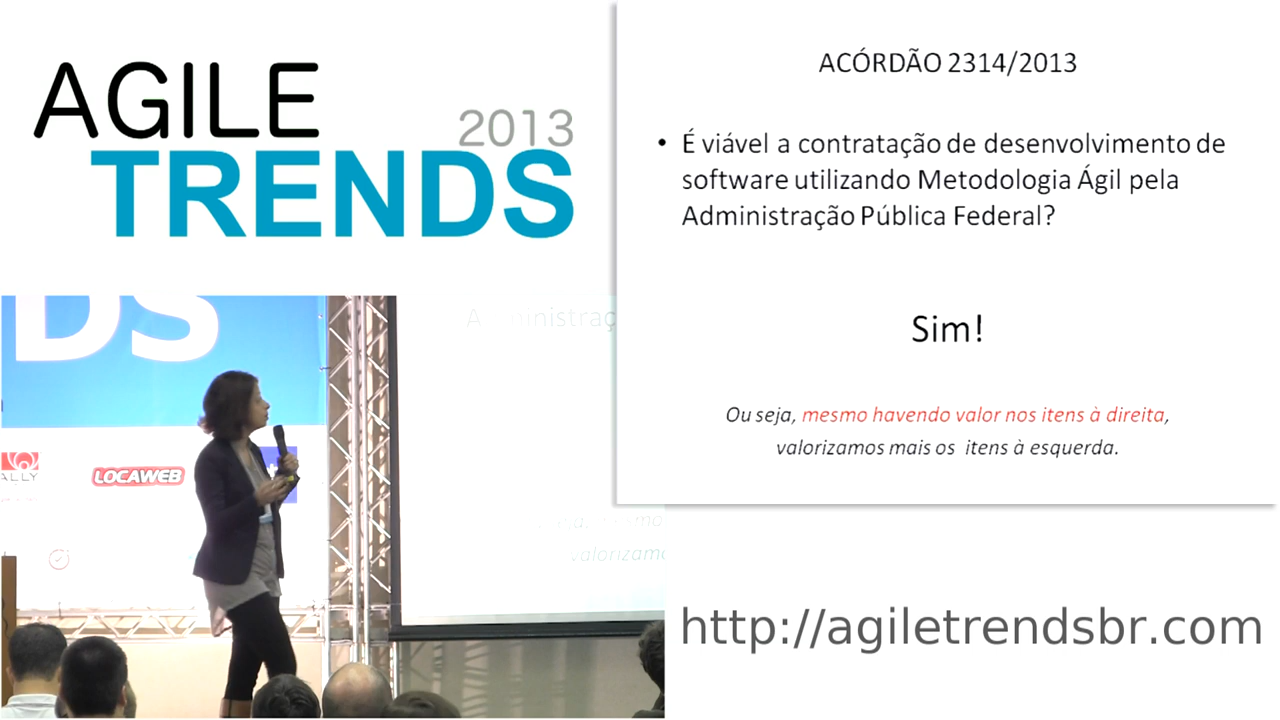 AGILE
2013
TRENDS
ACÓRDÃO 2314/2013
• É viável a contratação de desenvolvimento de
software utilizando Metodologia Ágil pela
Administração Pública Federal?
Sim!
Ou seja, mesmo havendo valor nos itens à direita,
valorizamos mais os itens à esquerda.
DS
LOCAWEB
http://agiletrendsbr.com